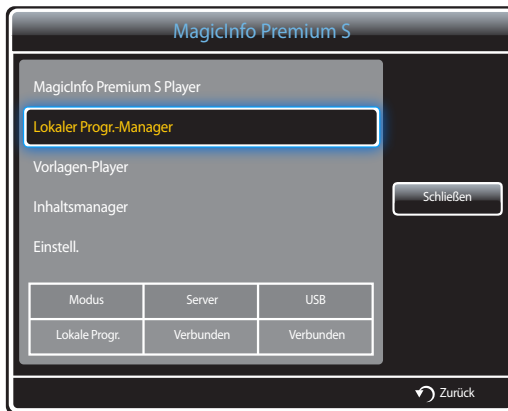 MagicInfo Premium S
MagicInfo Premium S Player
Lokaler Progr.-Manager
Vorlagen-Player
Inhaltsmanager
Einstell.
Schließen
Modus Server USB
Lokale Progr. Verbunden Verbunden
Zurück